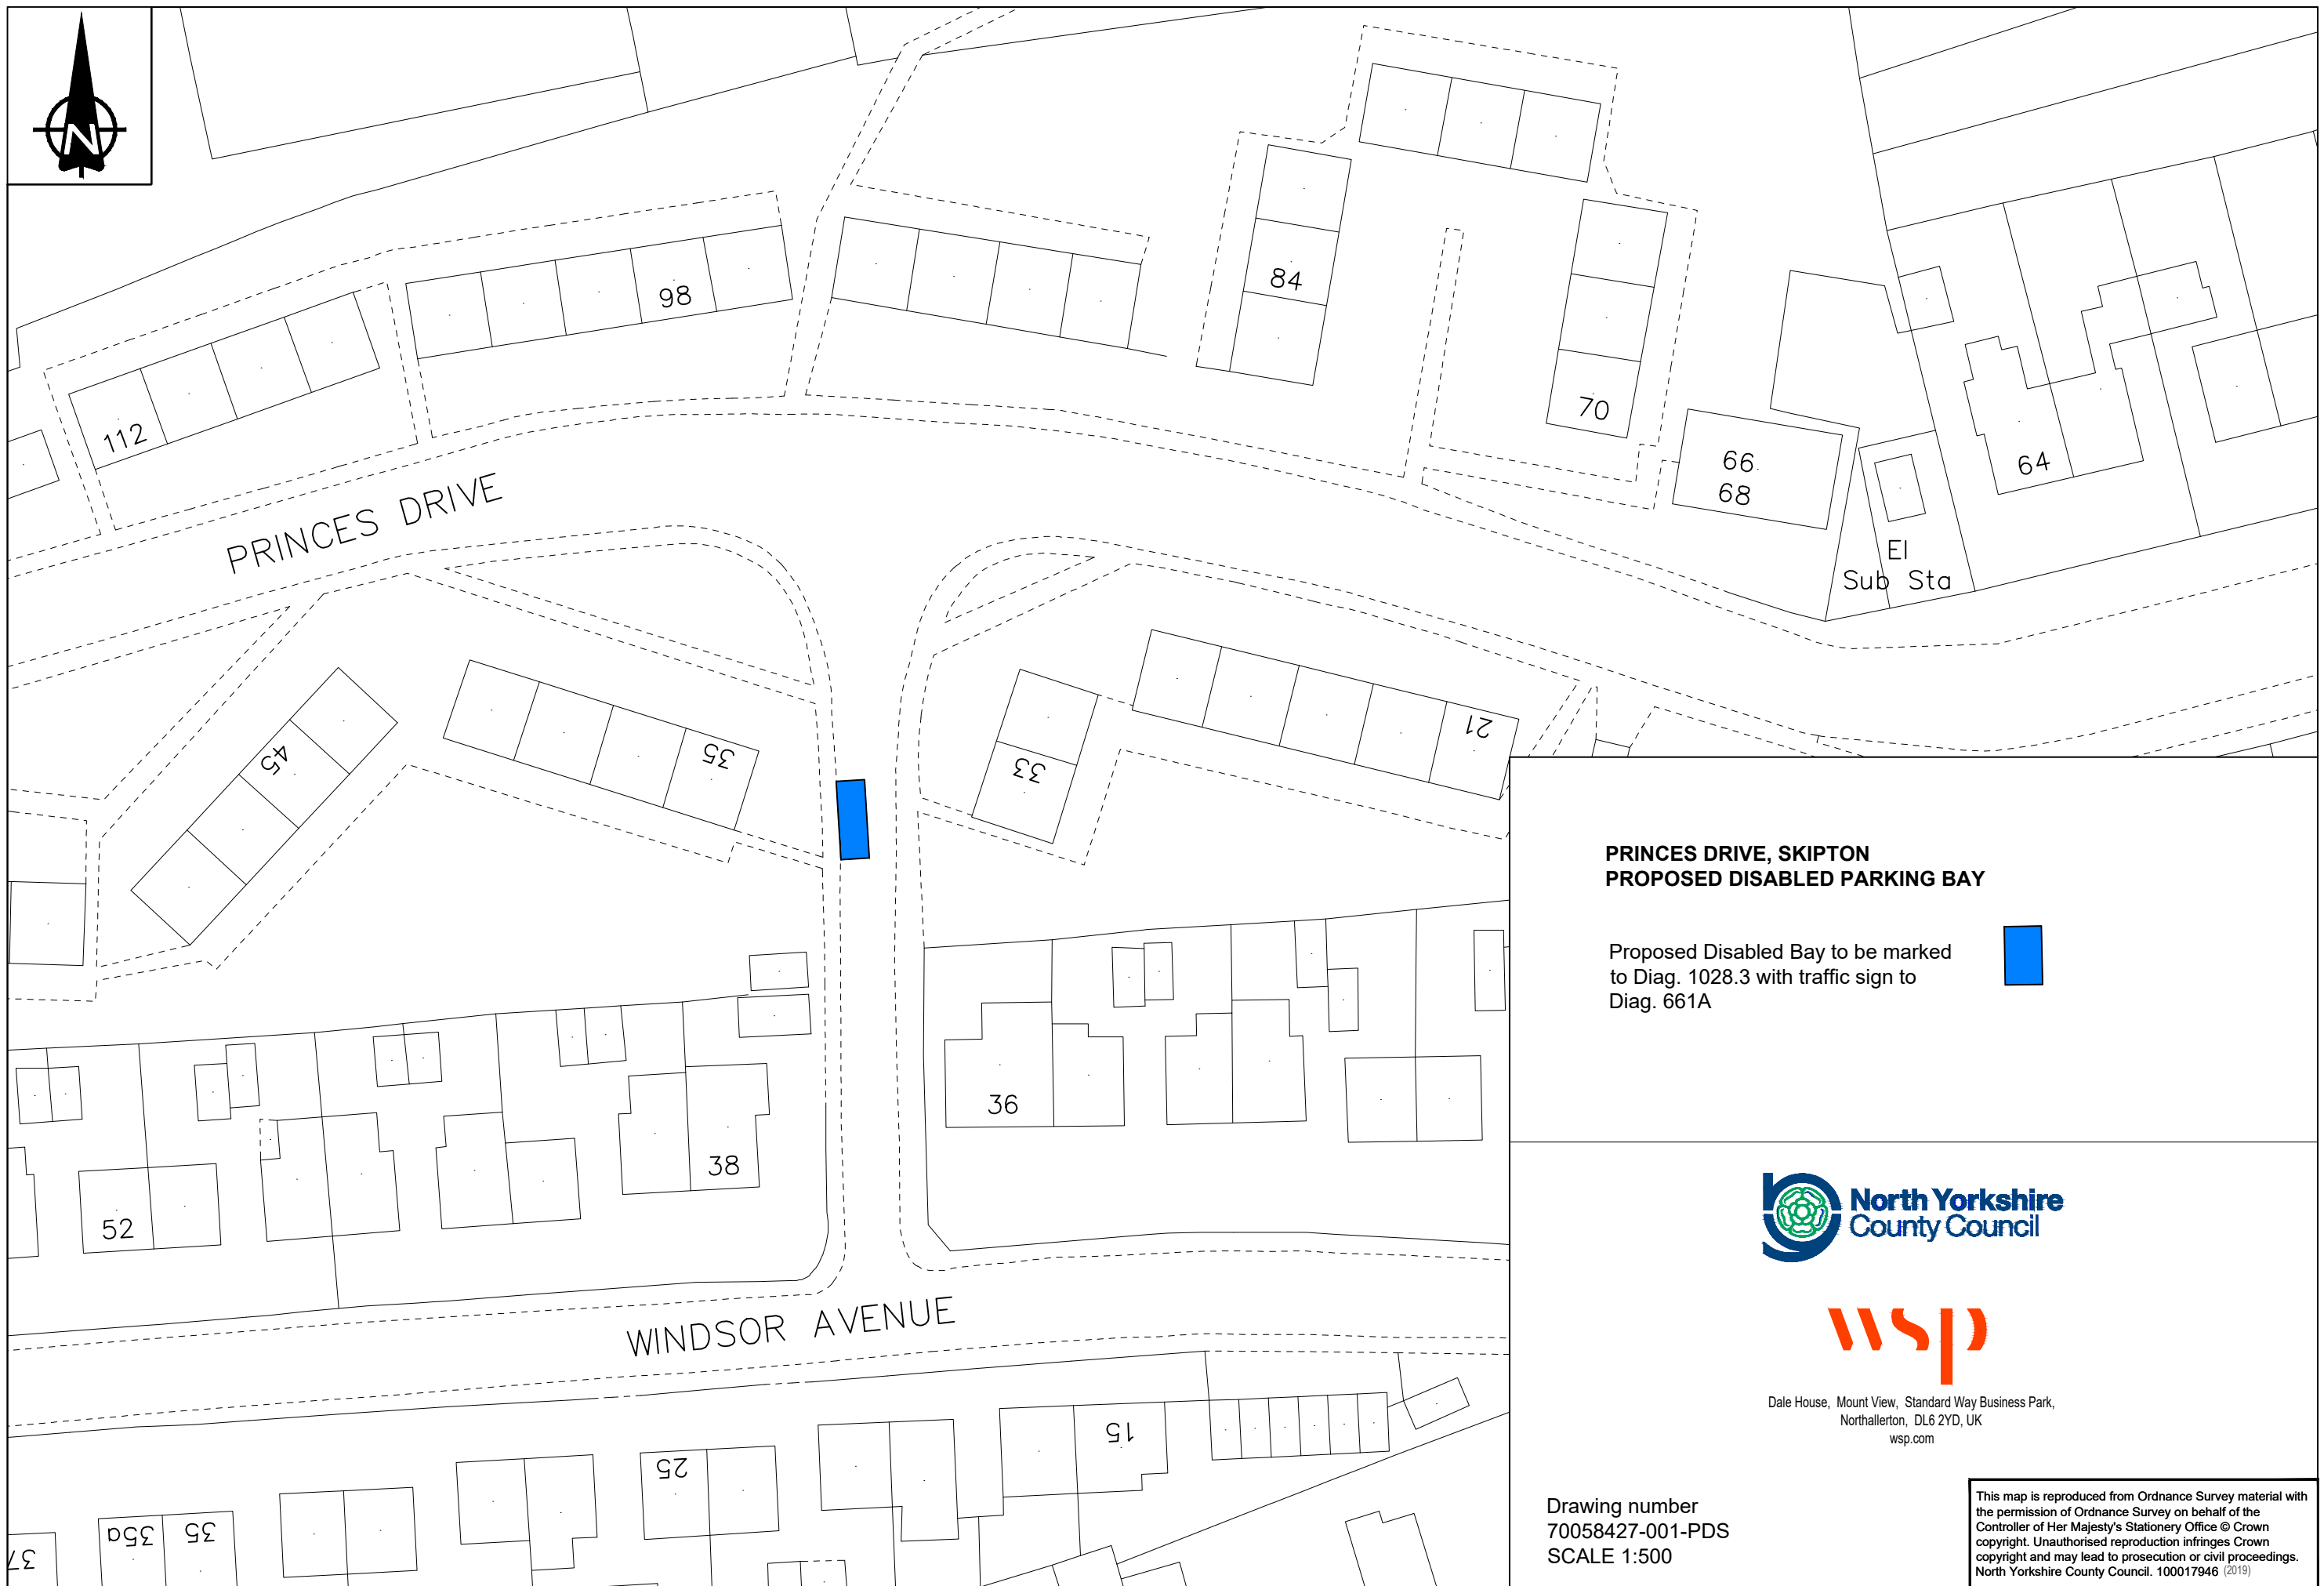 N
98
84
112
70
66
68
64
PRINCES DRIVE
El
Sub Sta
45
35
33
21
PRINCES DRIVE, SKIPTON
PROPOSED DISABLED PARKING BAY
Proposed Disabled Bay to be marked
to Diag. 1028.3 with traffic sign to
Diag. 661A
36
38
52
North Yorkshire
County Council
WINDSOR AVENUE
wsp
Dale House, Mount View, Standard Way Business Park,
Northallerton, DL6 2YD, UK
wsp.com
15
25
35a
35
37
Drawing number
70058427-001-PDS
SCALE 1:500
This map is reproduced from Ordnance Survey material with
the permission of Ordnance Survey on behalf of the
Controller of Her Majesty's Stationery Office © Crown
copyright. Unauthorised reproduction infringes Crown
copyright and may lead to prosecution or civil proceedings.
North Yorkshire County Council. 100017946 (2019)